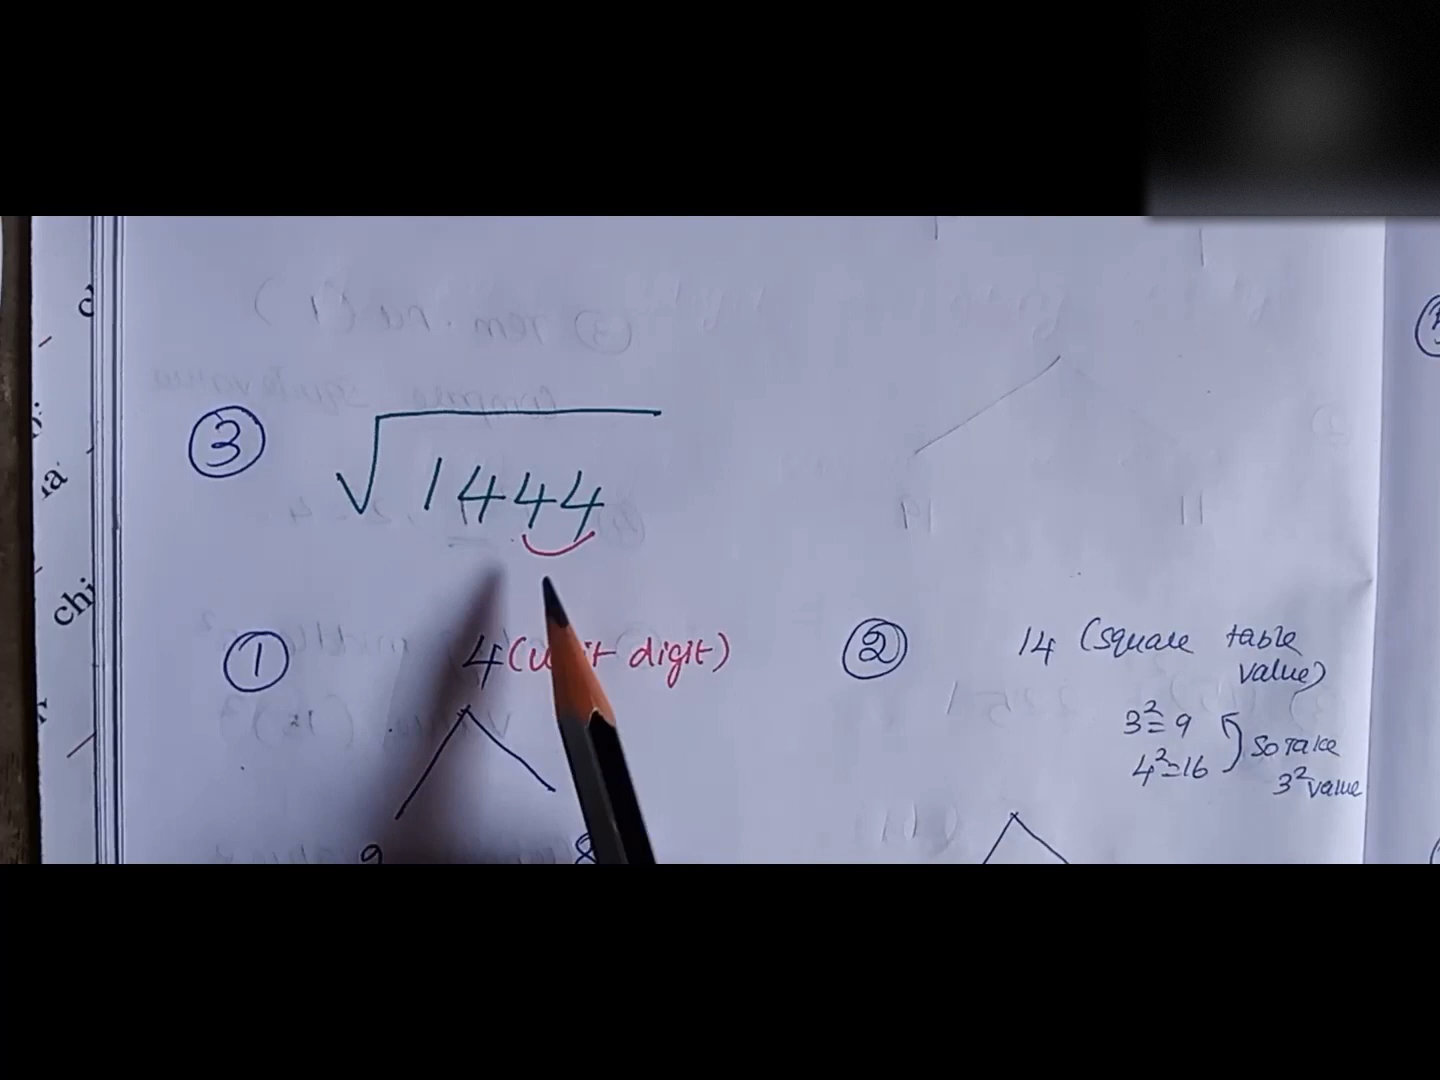 ③
√1444
① 4 (unit digit)
② 14 (square table
value)
3²=9
4²=16
so take
3² value
chi